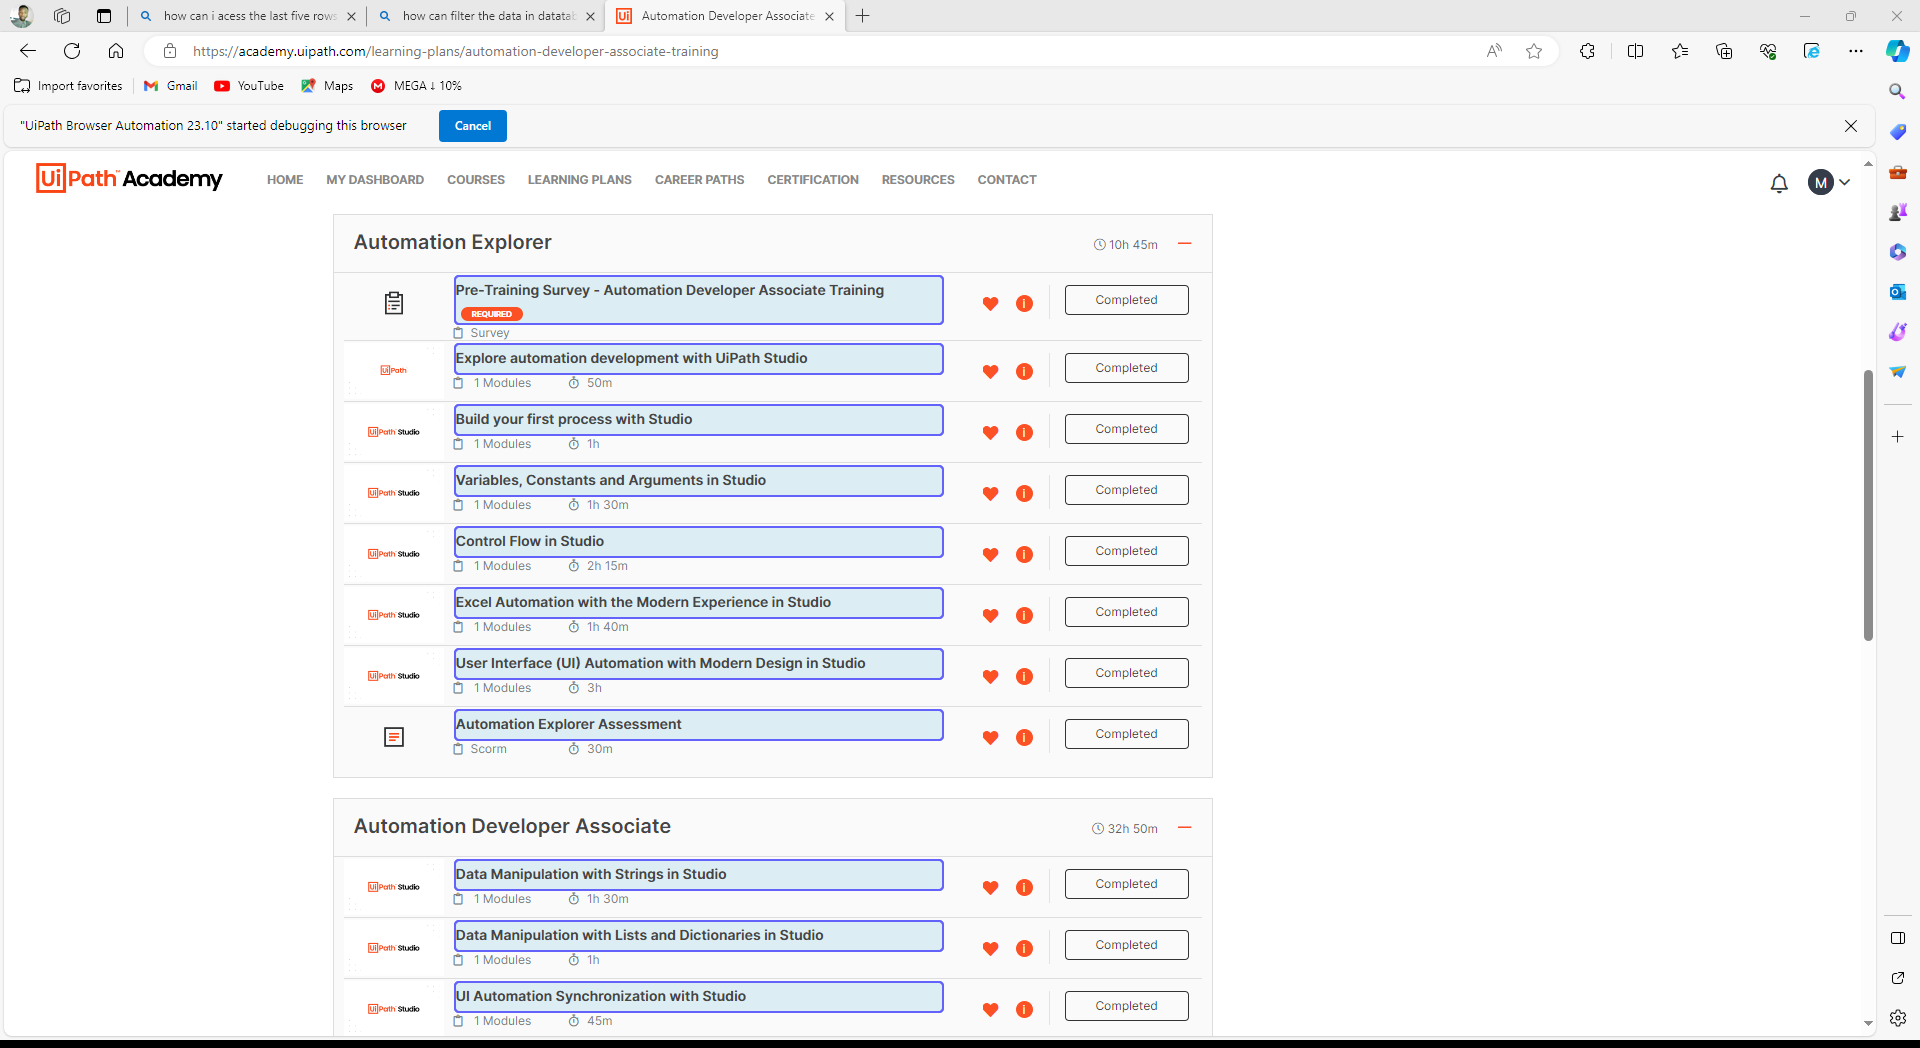 how can i acess the last five rows
how can filter the data in datatab
Automation Developer Associate
https://academy.uipath.com/learning-plans/automation-developer-associate-training
Import favorites
Gmail
YouTube
Maps
MEGA ↓ 10%
"UiPath Browser Automation 23.10" started debugging this browser
Cancel
UiPath Academy
HOME
MY DASHBOARD
COURSES
LEARNING PLANS
CAREER PATHS
CERTIFICATION
RESOURCES
CONTACT
M
Automation Explorer
10h 45m
Pre-Training Survey - Automation Developer Associate Training
REQUIRED
Survey
Completed
UiPath
Explore automation development with UiPath Studio
1 Modules
50m
Completed
UiPath Studio
Build your first process with Studio
1 Modules
1h
Completed
UiPath Studio
Variables, Constants and Arguments in Studio
1 Modules
1h 30m
Completed
UiPath Studio
Control Flow in Studio
1 Modules
2h 15m
Completed
UiPath Studio
Excel Automation with the Modern Experience in Studio
1 Modules
1h 40m
Completed
UiPath Studio
User Interface (UI) Automation with Modern Design in Studio
1 Modules
3h
Completed
Automation Explorer Assessment
Scorm
30m
Completed
Automation Developer Associate
32h 50m
UiPath Studio
Data Manipulation with Strings in Studio
1 Modules
1h 30m
Completed
UiPath Studio
Data Manipulation with Lists and Dictionaries in Studio
1 Modules
1h
Completed
UiPath Studio
UI Automation Synchronization with Studio
1 Modules
45m
Completed